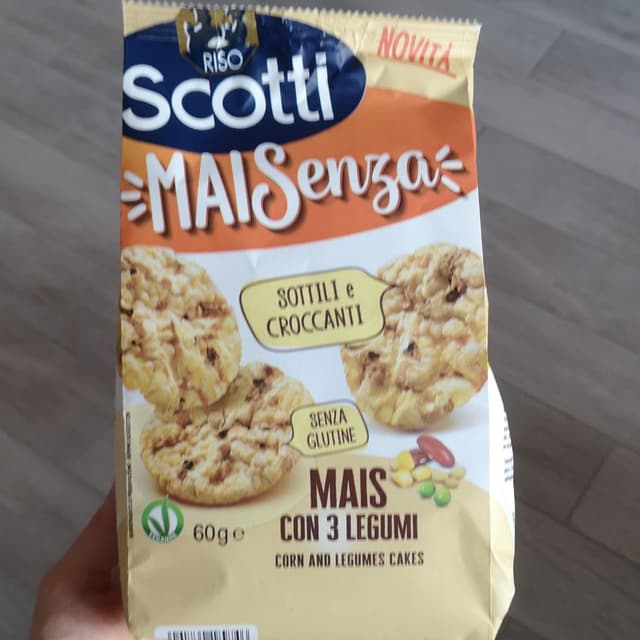 RISO
Scotti
NOVITÀ
MAISenza
SOTTILI e
CROCCANTI
SENZA
GLUTINE
MAIS
CON 3 LEGUMI
CORN AND LEGUMES CAKES
60g e